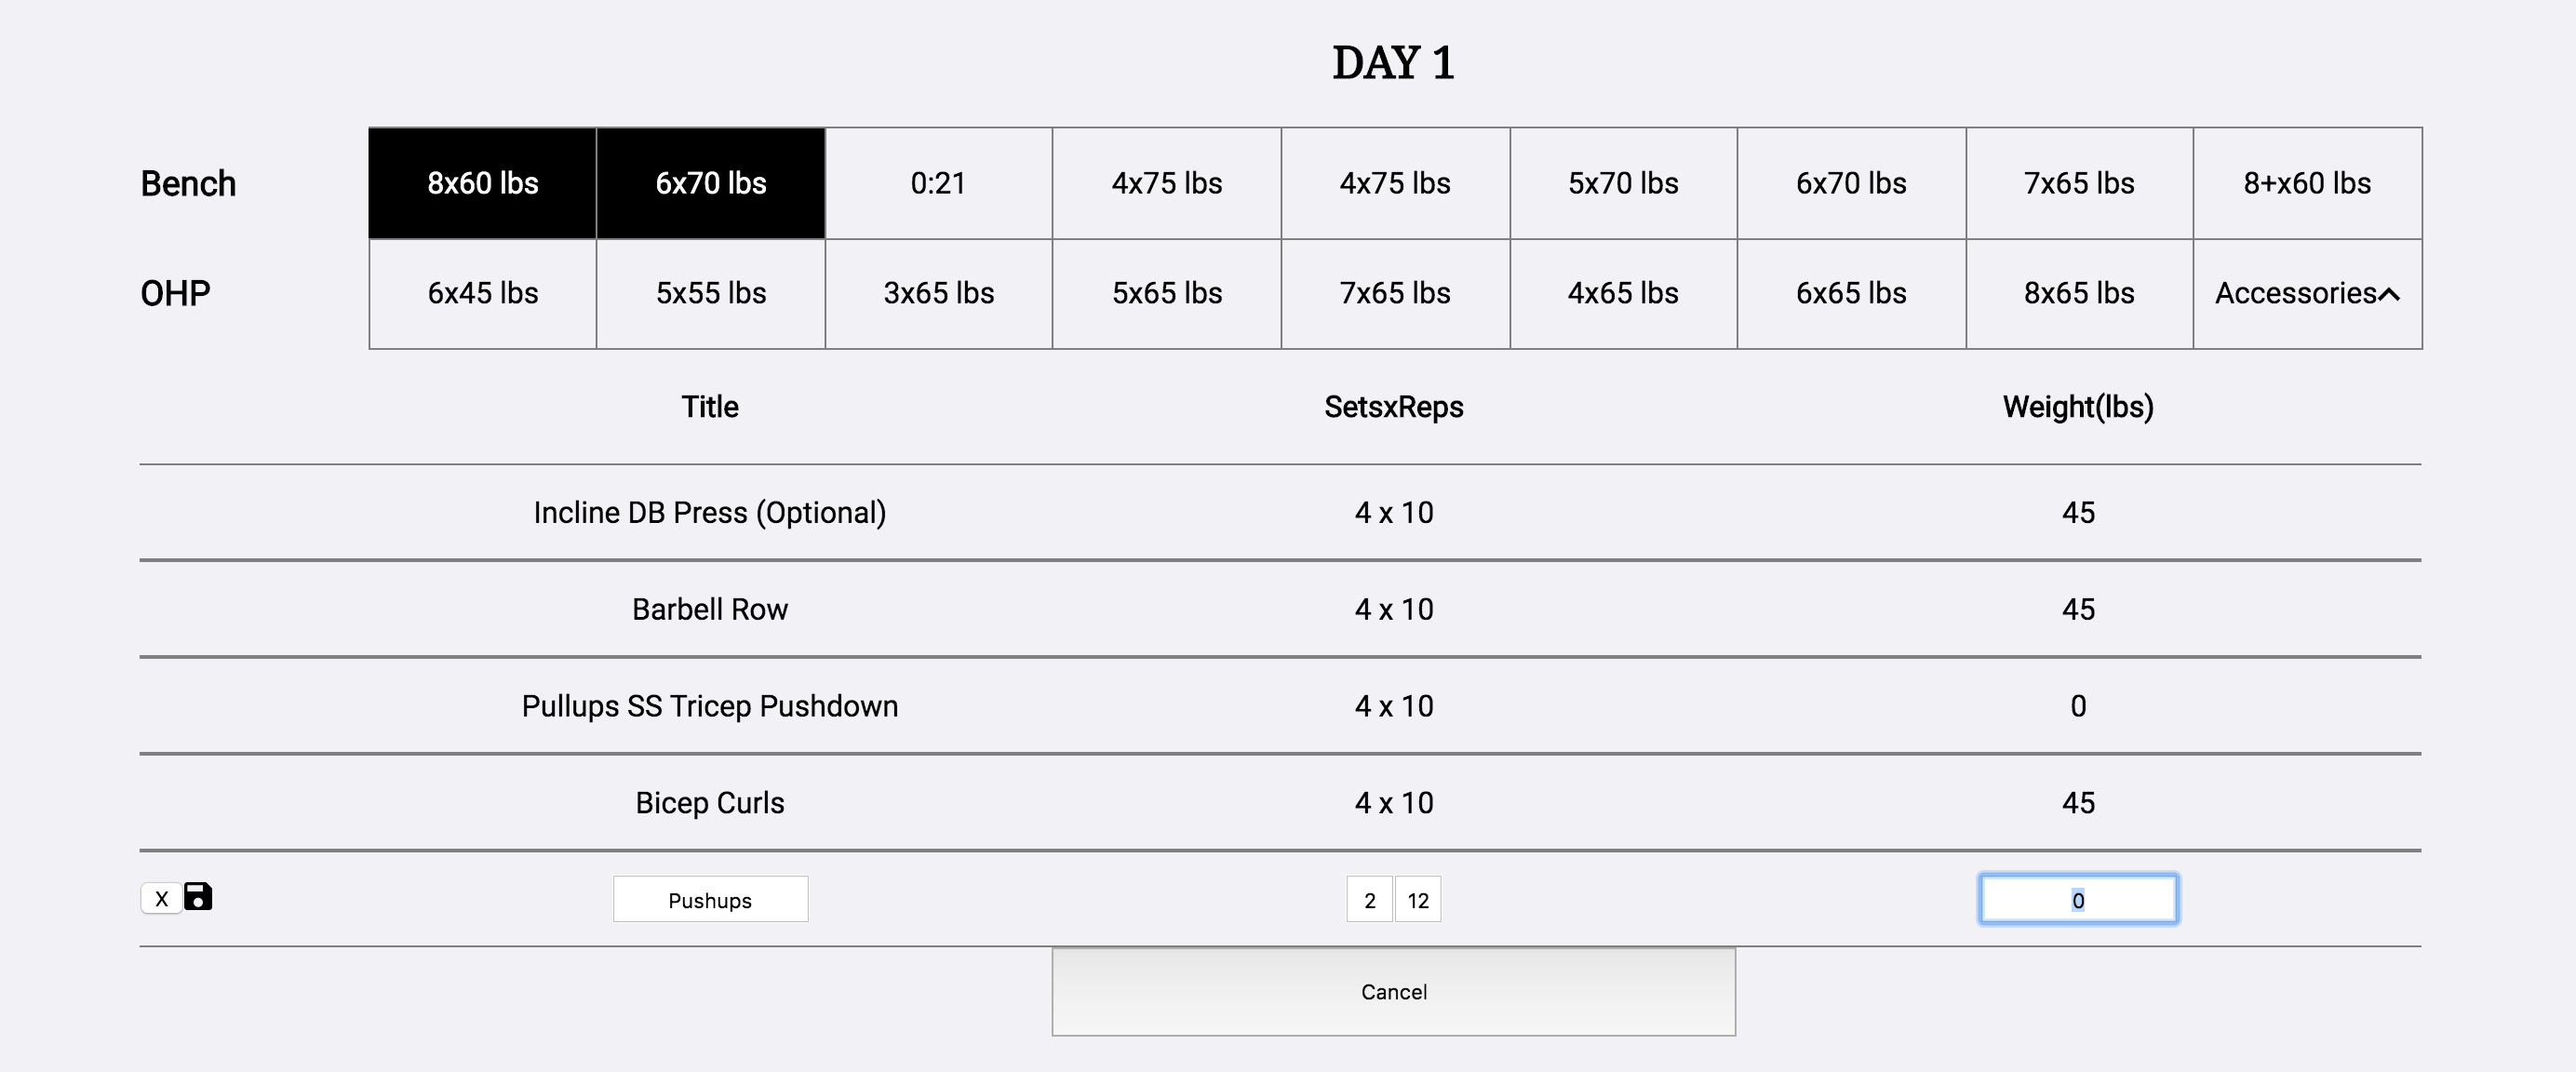 DAY 1
Bench 8x60 lbs 6x70 lbs 0:21 4x75 lbs 4x75 lbs 5x70 lbs 6x70 lbs 7x65 lbs 8+x60 lbs
OHP 6x45 lbs 5x55 lbs 3x65 lbs 5x65 lbs 7x65 lbs 4x65 lbs 6x65 lbs 8x65 lbs Accessories
Title SetsxReps Weight(lbs)
Incline DB Press (Optional) 4 x 10 45
Barbell Row 4 x 10 45
Pullups SS Tricep Pushdown 4 x 10 0
Bicep Curls 4 x 10 45
X Pushups 2 12 0
Cancel